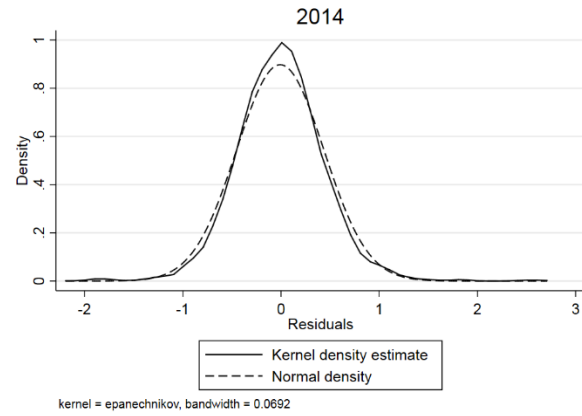 2014
1
.8
.6
.4
.2
0
Density
-2 -1 0 1 2 3
Residuals
Kernel density estimate
Normal density
kernel = epanechnikov, bandwidth = 0.0692